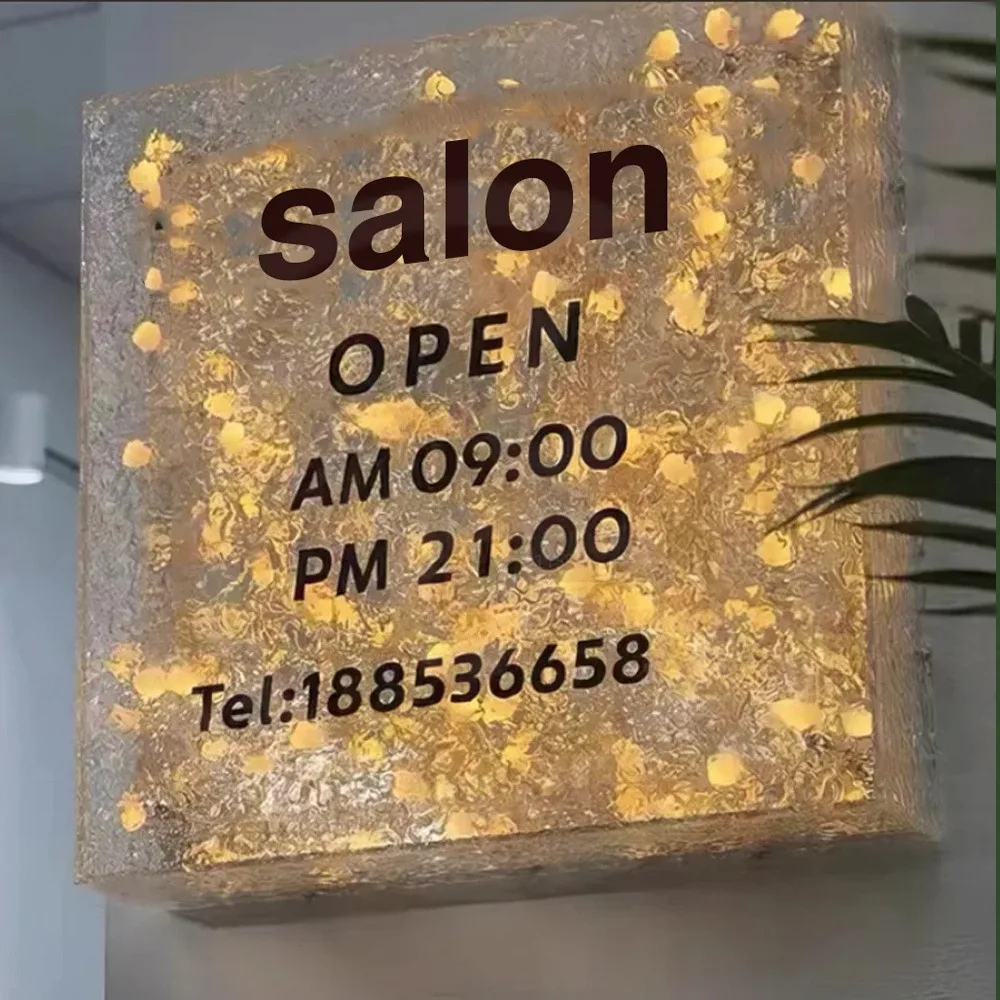 salon
OPEN
AM 09:00
PM 21:00
Tel:188536658